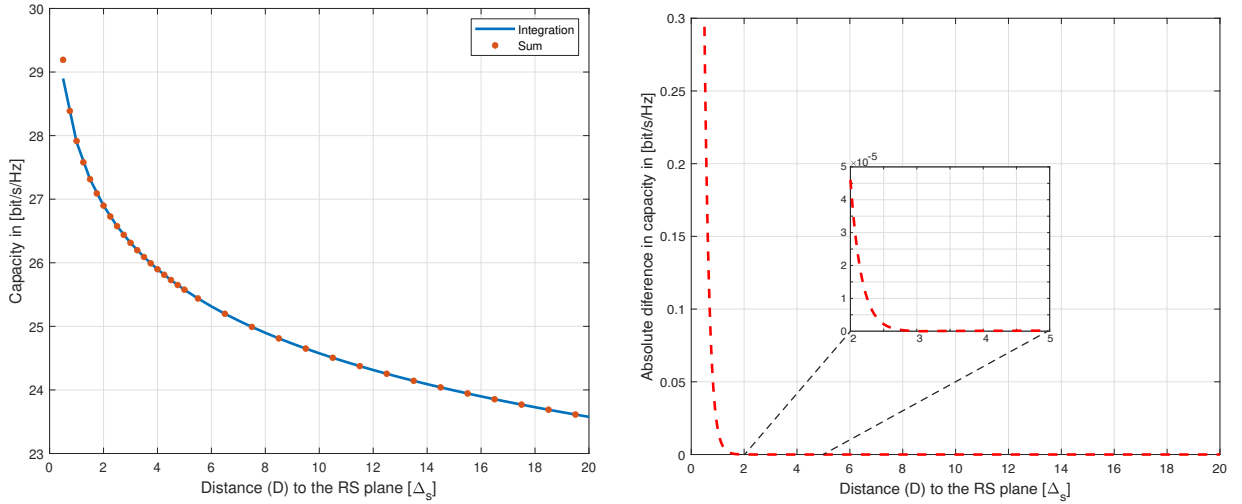 30
29
28
27
26
25
24
23
0 2 4 6 8 10 12 14 16 18 20
Capacity in [bit/s/Hz]
Distance (D) to the RS plane [Δs]
Integration
Sum
0.3
0.25
0.2
0.15
0.1
0.05
0
0 2 4 6 8 10 12 14 16 18 20
Absolute difference in capacity in [bit/s/Hz]
Distance (D) to the RS plane [Δs]
×10-5
5
4
3
2
1
0
2 3 4 5